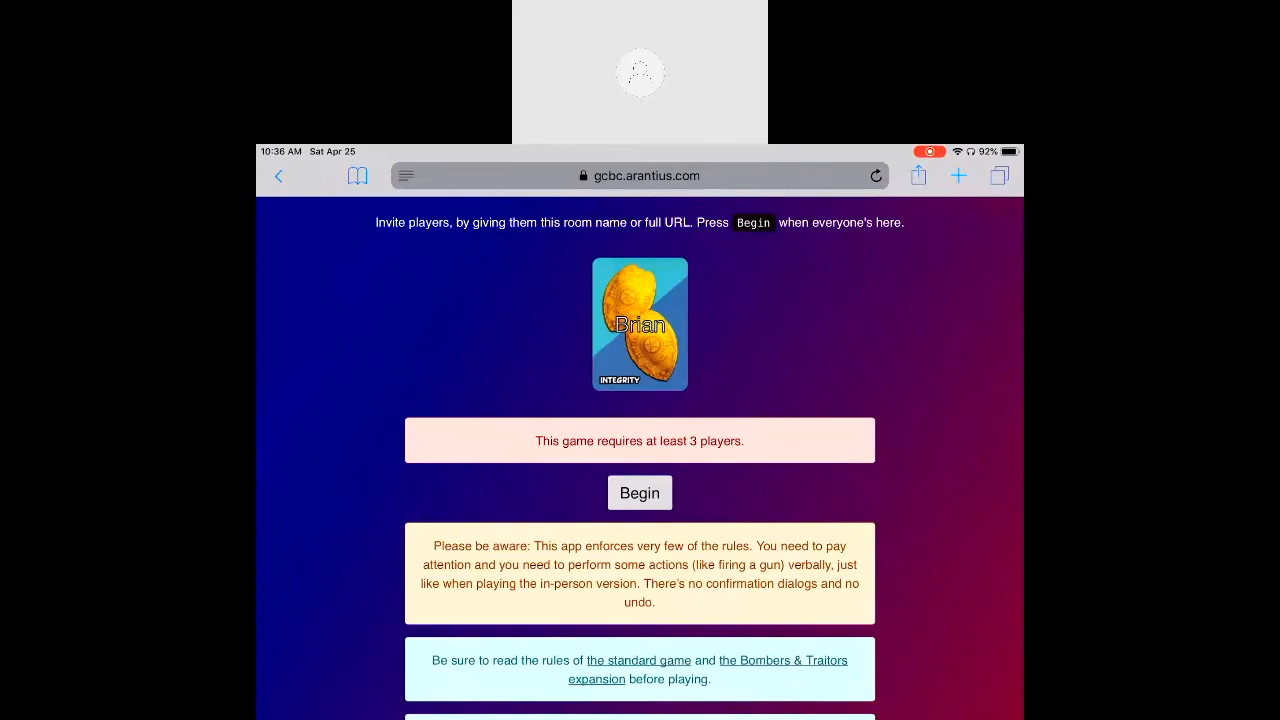 10:36 AM Sat Apr 25
92%
gcbc.arantius.com
Invite players, by giving them this room name or full URL. Press Begin when everyone's here.
Brian
INTEGRITY
This game requires at least 3 players.
Begin
Please be aware: This app enforces very few of the rules. You need to pay
attention and you need to perform some actions (like firing a gun) verbally, just
like when playing the in-person version. There's no confirmation dialogs and no
undo.
Be sure to read the rules of the standard game and the Bombers & Traitors
expansion before playing.